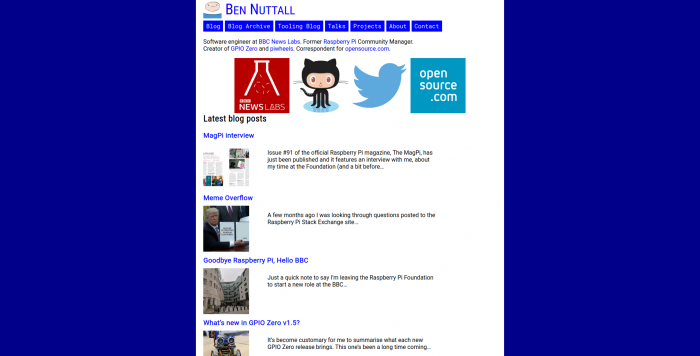 Ben Nuttall
Blog
Blog Archive
Tooling Blog
Talks
Projects
About
Contact
Software engineer at BBC News Labs. Former Raspberry Pi Community Manager.
Creator of GPIO Zero and piwheels. Correspondent for opensource.com.
BBC
NEWS LABS
open
source
.com
Latest blog posts
MagPi interview
Issue #91 of the official Raspberry Pi magazine, The MagPi, has
just been published and it features an interview with me, about
my time at the Foundation (and a bit before...
Meme Overflow
A few months ago I was looking through questions posted to the
Raspberry Pi Stack Exchange site...
Goodbye Raspberry Pi, Hello BBC
Just a quick note to say I'm leaving the Raspberry Pi Foundation
to start a new role at the BBC...
What's new in GPIO Zero v1.5?
It's become customary for me to summarise what each new
GPIO Zero release brings. This one's been a long time coming...